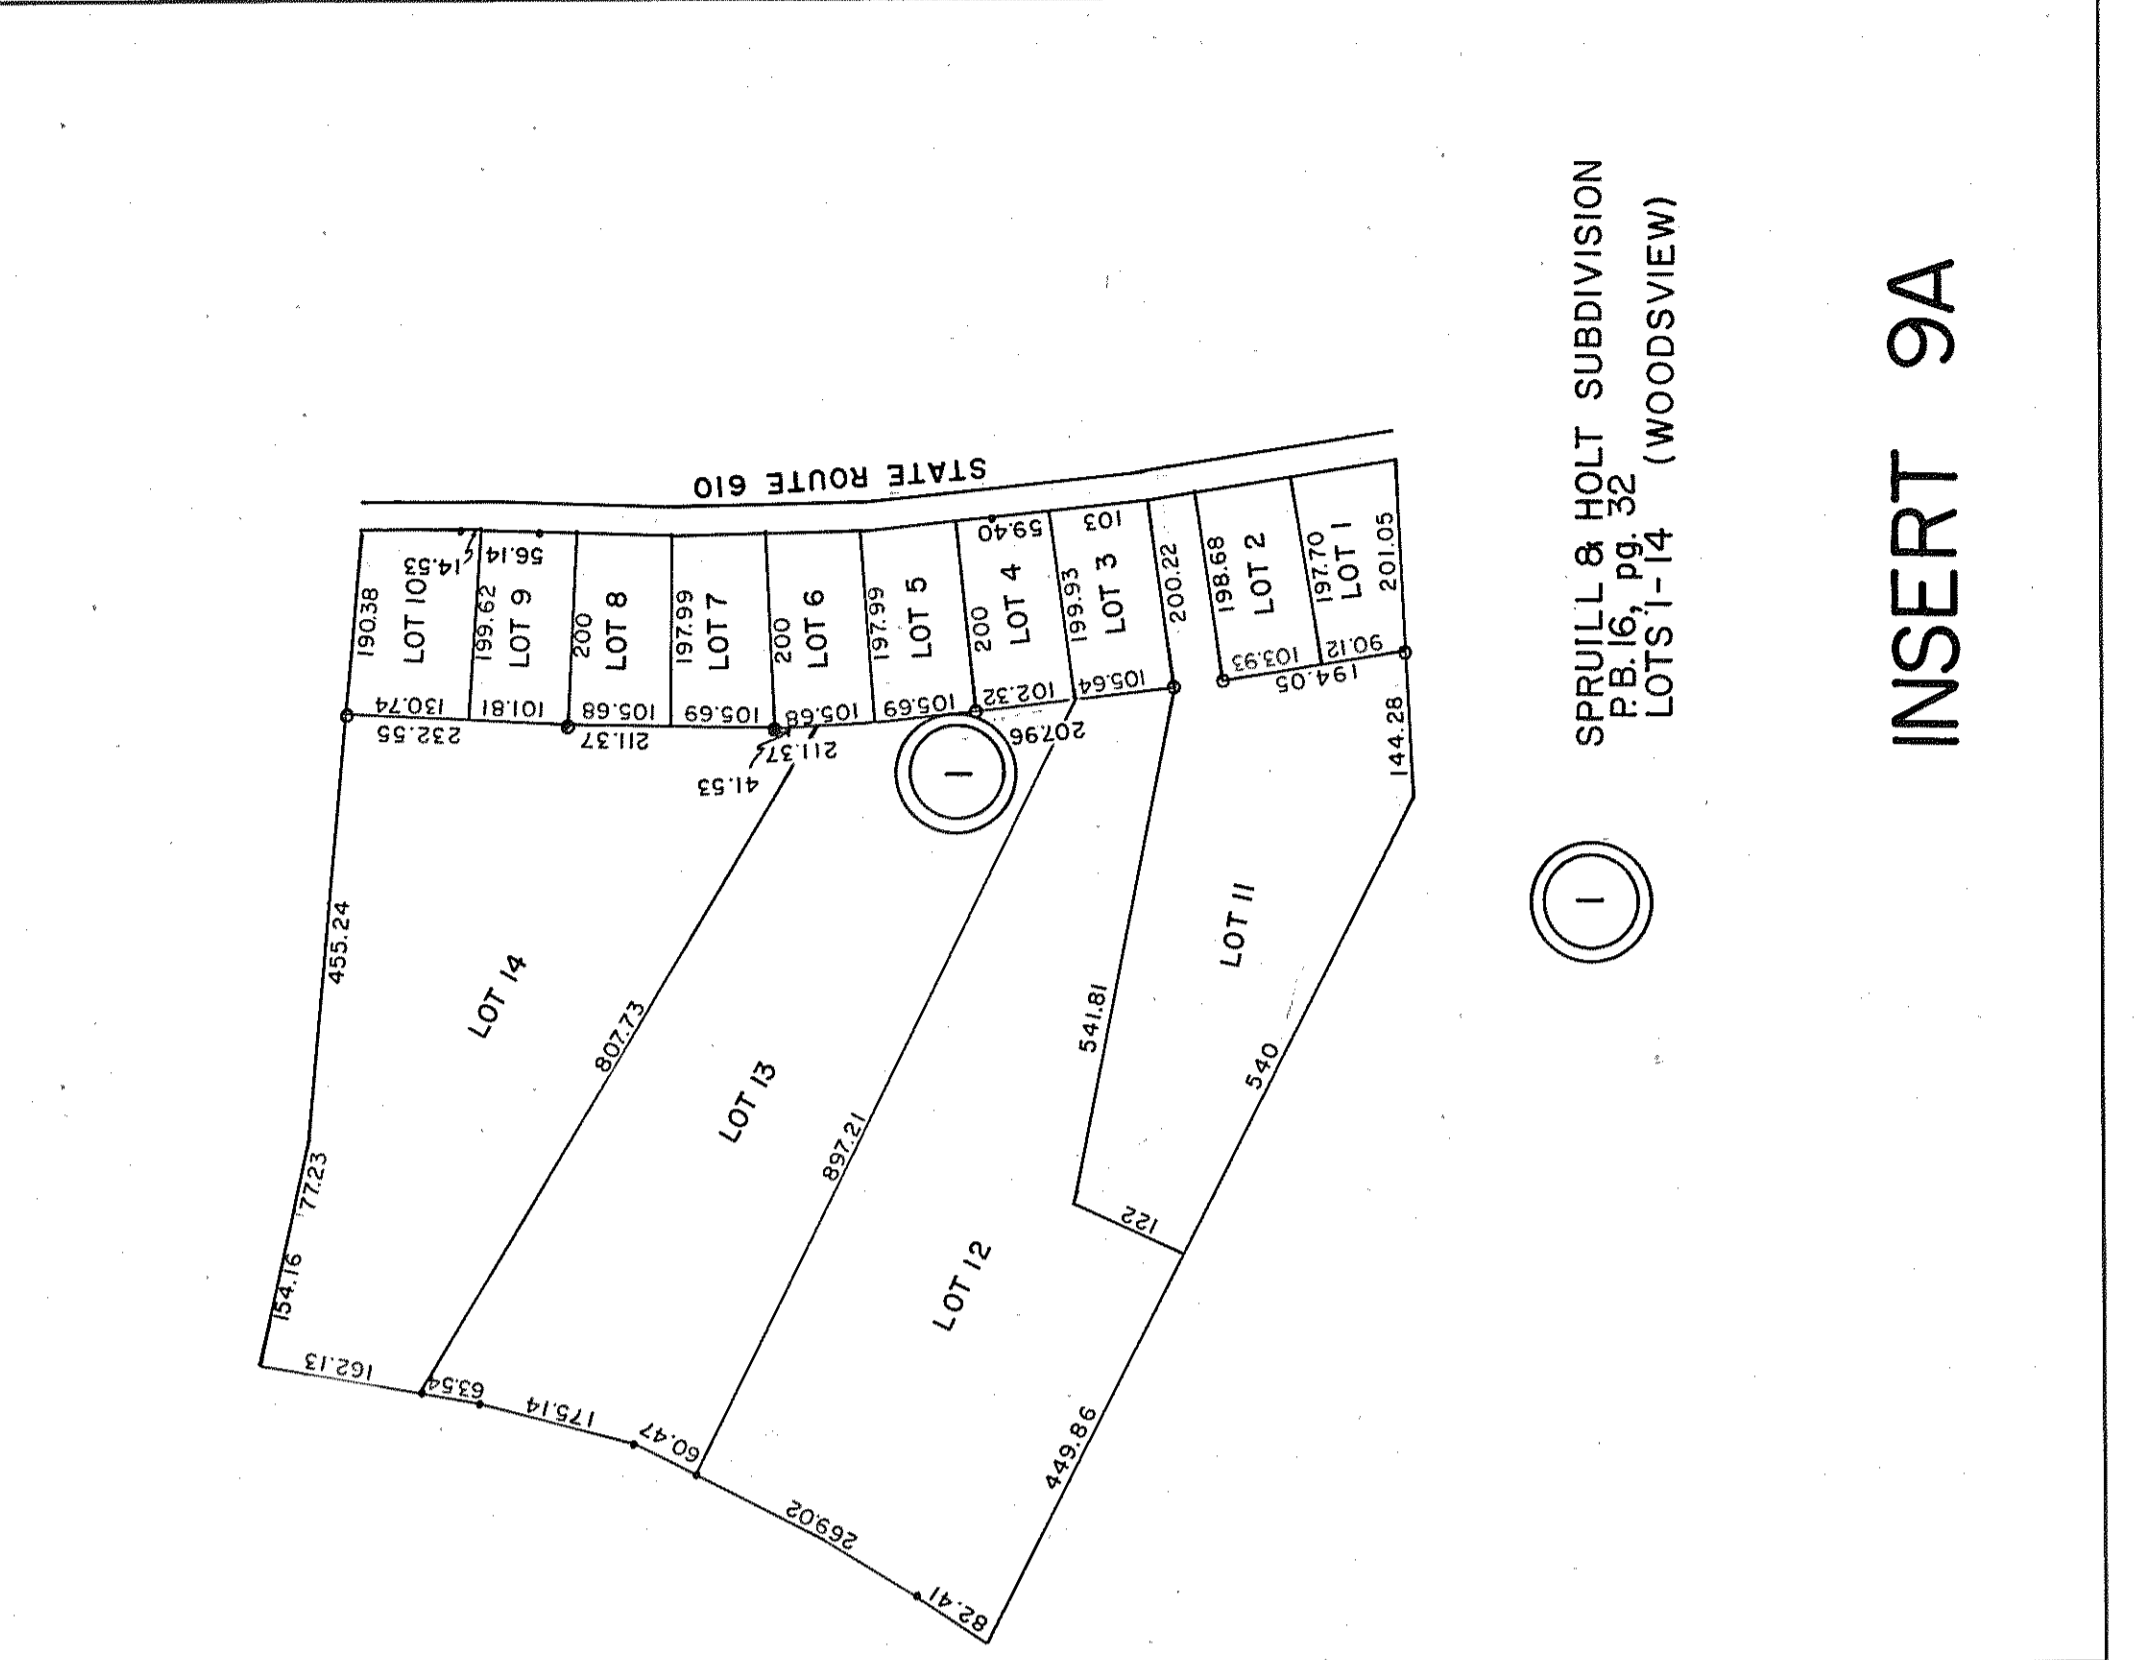 STATE ROUTE 610
190.38
LOT 10
14.53
130.74
232.55
199.62
LOT 9
56.14
101.81
200
LOT 8
105.68
211.37
197.99
LOT 7
105.69
200
LOT 6
105.68
41.53
211.37
197.99
LOT 5
105.69
200
LOT 4
59.40
102.32
207.96
199.93
LOT 3
103
105.64
200.22
198.68
LOT 2
103.93
197.70
LOT 1
201.05
90.12
194.05
144.28
1
455.24
LOT 14
77.23
154.16
162.13
807.73
LOT 13
63.54
175.14
60.47
897.21
LOT 12
269.02
82.41
449.86
122
541.81
LOT 11
540
1
SPRUILL & HOLT SUBDIVISION
P.B.16, pg. 32
LOTS 1-14 (WOODSVIEW)
INSERT 9A